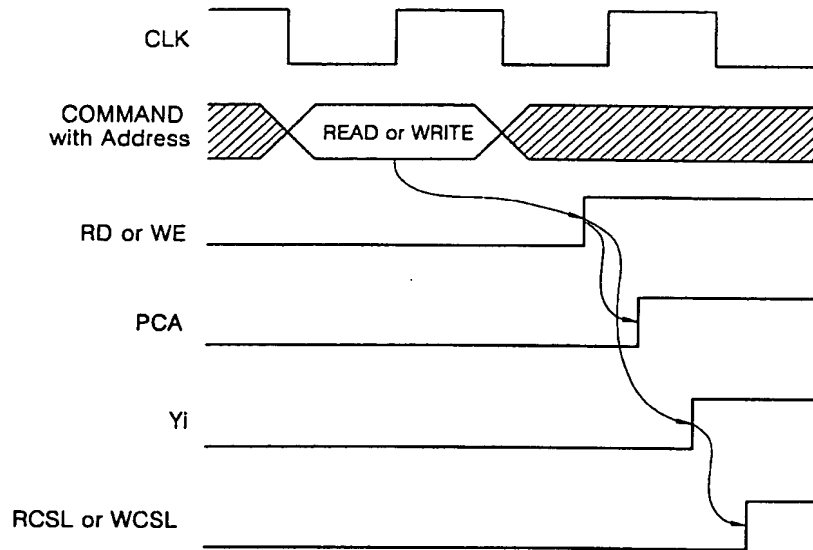 CLK
COMMAND
with Address
READ or WRITE
RD or WE
PCA
Yi
RCSL or WCSL